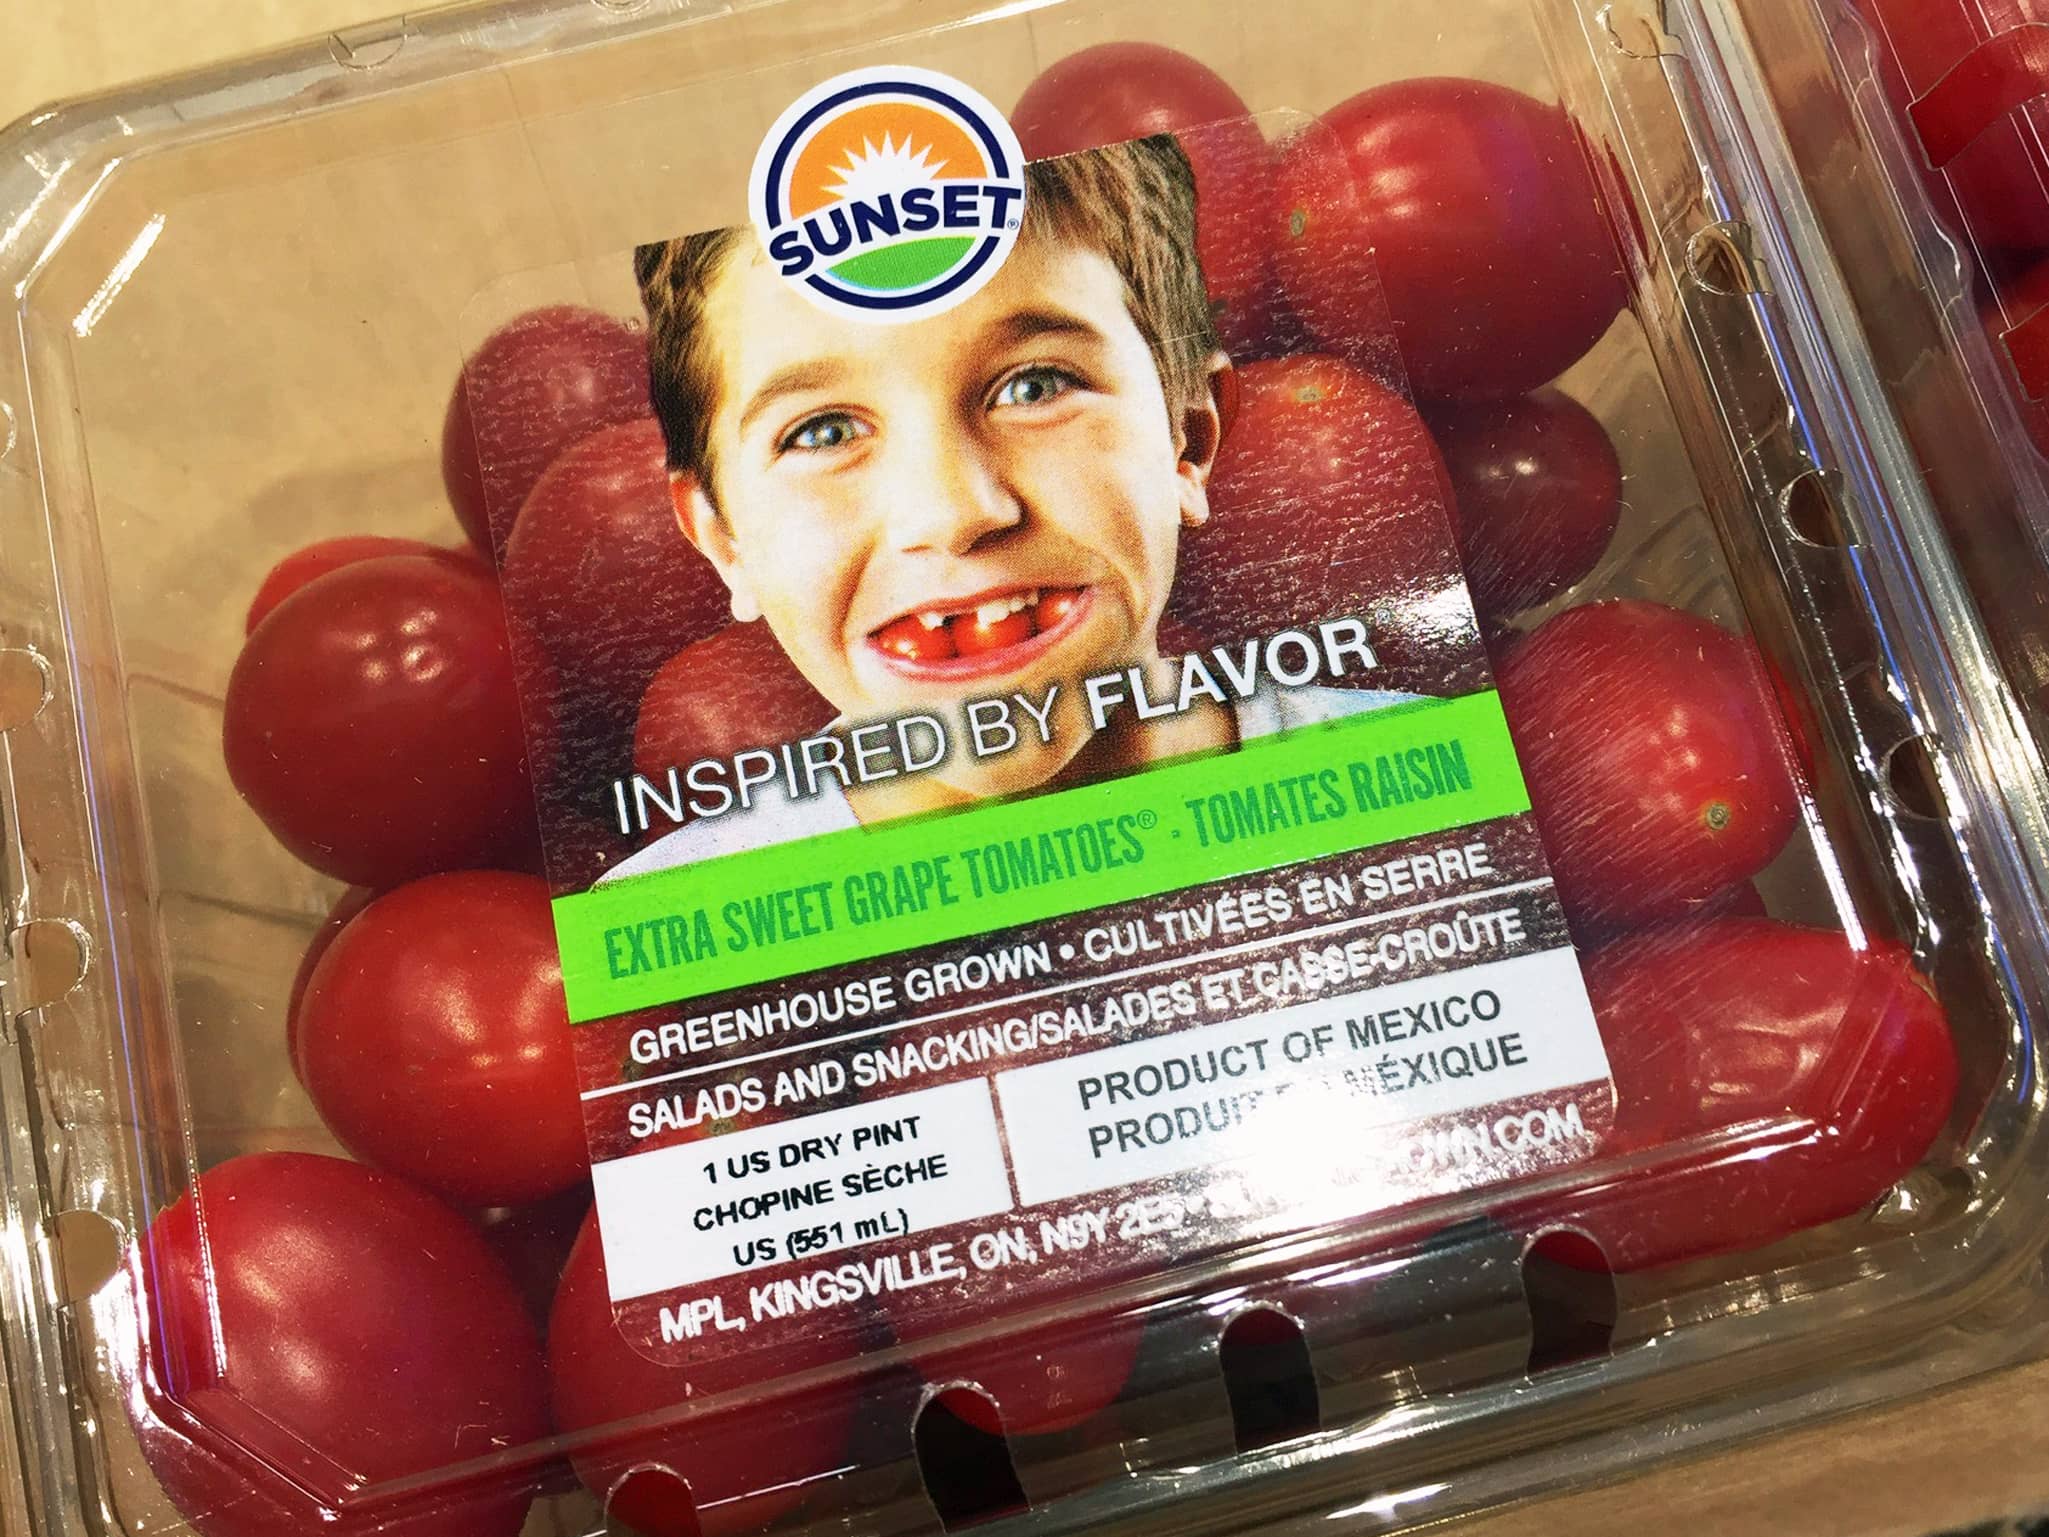 SUNSET®
INSPIRED BY FLAVOR
EXTRA SWEET GRAPE TOMATOES® · TOMATES RAISIN
GREENHOUSE GROWN • CULTIVÉES EN SERRE
SALADS AND SNACKING/SALADES ET CASSE-CROÛTE
1 US DRY PINT
CHOPINE SÈCHE
US (551 mL)
PRODUCT OF MEXICO
PRODUIT MÉXIQUE
MPL, KINGSVILLE, ON, N9Y 2E5 •